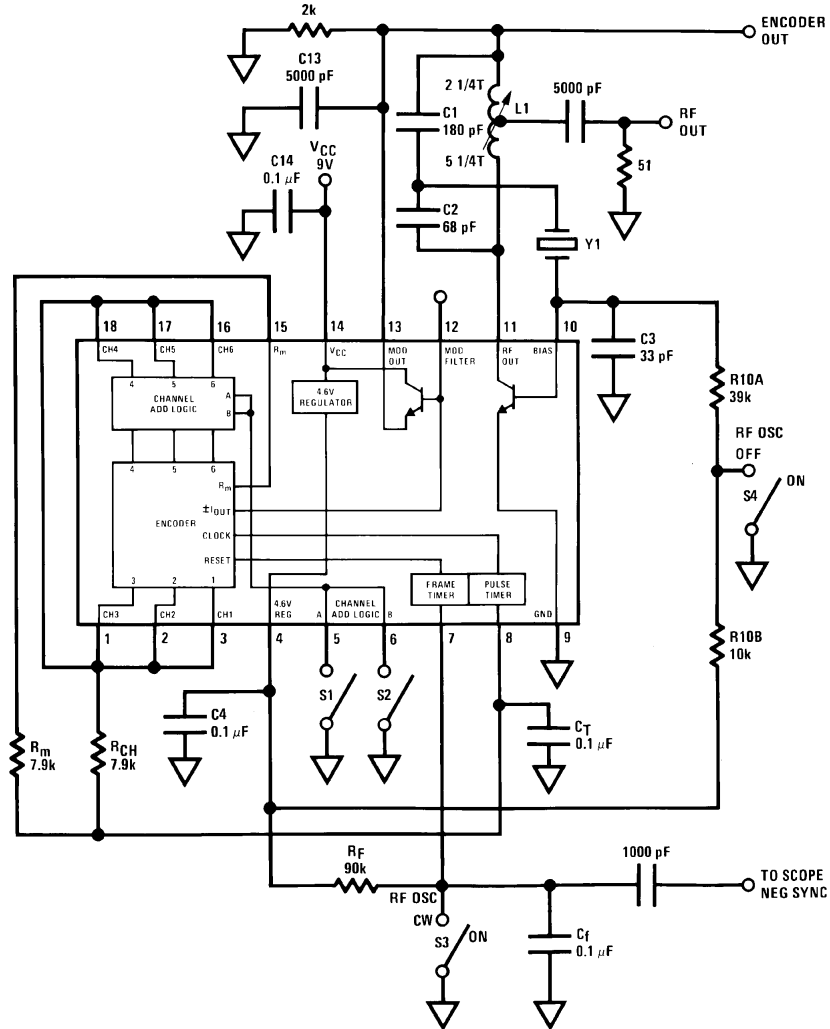 2k
ENCODER
OUT
C13
5000 pF
2 1/4T
L1
5 1/4T
C1
180 pF
5000 pF
RF
OUT
51
C14
0.1 μF
VCC
9V
C2
68 pF
Y1
18 17 16 15 14 13 12 11 10
CH4 CH5 CH6 Rm VCC MOD OUT MOD FILTER RF OUT BIAS
C3
33 pF
R10A
39k
4 5 6
CHANNEL
ADD LOGIC
A
B
4.6V
REGULATOR
RF OSC
OFF
S4
ON
4 5 6
Rm
±IOUT
ENCODER
CLOCK
RESET
3 2 1
FRAME
TIMER
PULSE
TIMER
CH3 CH2 CH1
4.6V
REG
A CHANNEL B
ADD LOGIC
GND
1 2 3 4 5 6 7 8 9
R10B
10k
S1
S2
C4
0.1 μF
CT
0.1 μF
Rm
7.9k
RCH
7.9k
RF
90k
RF OSC
CW
S3
ON
1000 pF
TO SCOPE
NEG SYNC
Cf
0.1 μF